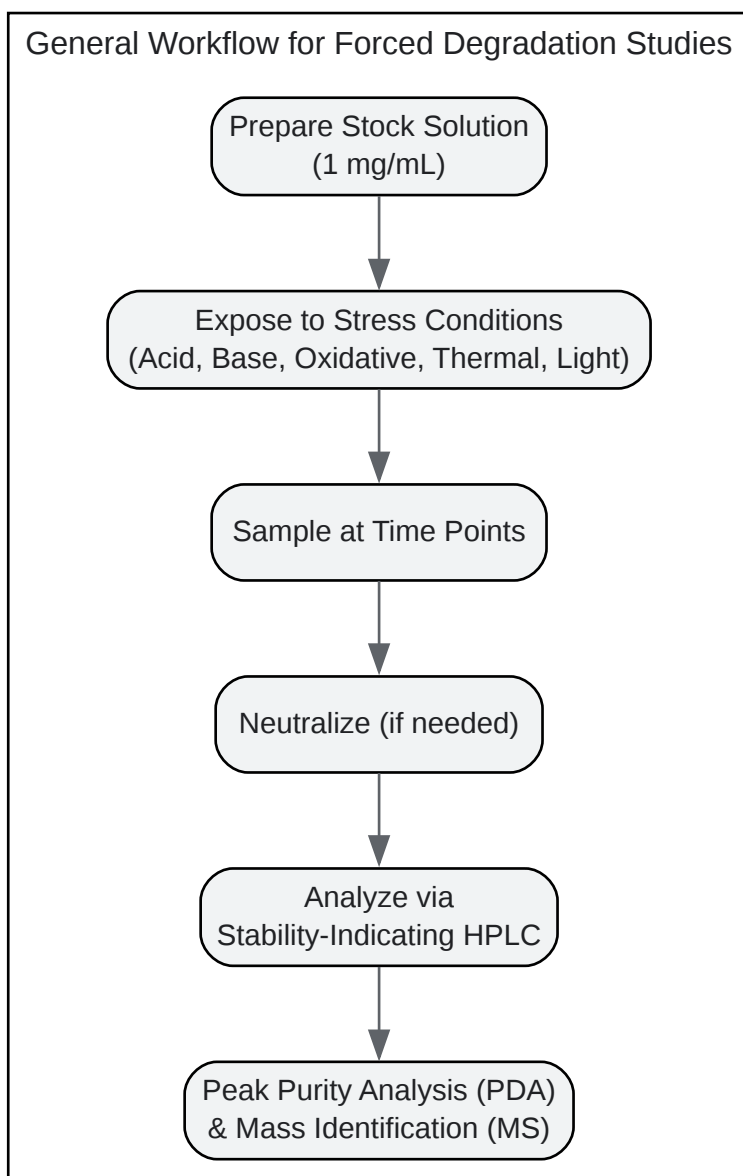 General Workflow for Forced Degradation Studies
Prepare Stock Solution
(1 mg/mL)
Expose to Stress Conditions
(Acid, Base, Oxidative, Thermal, Light)
Sample at Time Points
Neutralize (if needed)
Analyze via
Stability-Indicating HPLC
Peak Purity Analysis (PDA)
& Mass Identification (MS)